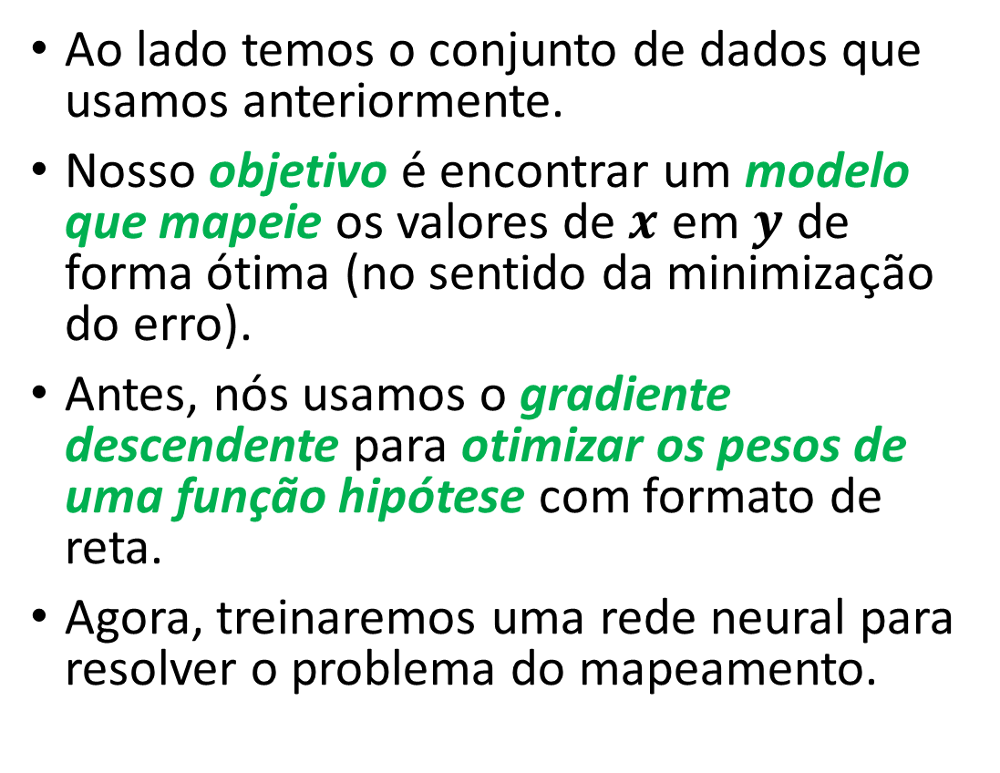 • Ao lado temos o conjunto de dados que
usamos anteriormente.
• Nosso objetivo é encontrar um modelo
que mapeie os valores de x em y de
forma ótima (no sentido da minimização
do erro).
• Antes, nós usamos o gradiente
descendente para otimizar os pesos de
uma função hipótese com formato de
reta.
• Agora, treinaremos uma rede neural para
resolver o problema do mapeamento.